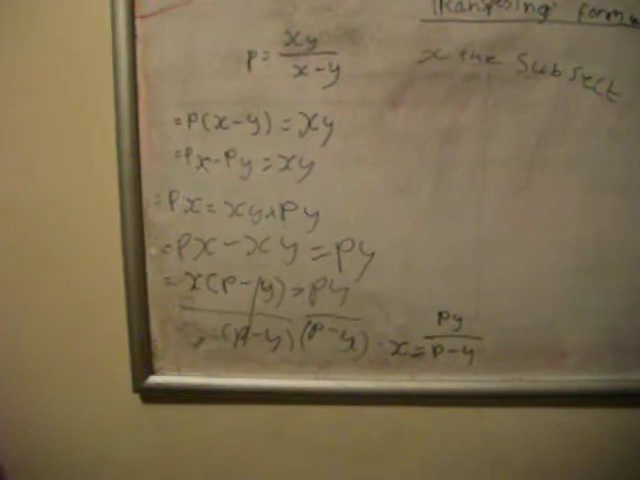 Transposing formu
x the Subject
p = xy / x - y
= P(x - y) = xy
= Px - Py = xy
= Px = xy + Py
= Px - xy = py
= x(p - y) = py
(p - y) (p - y) x = py / p - y